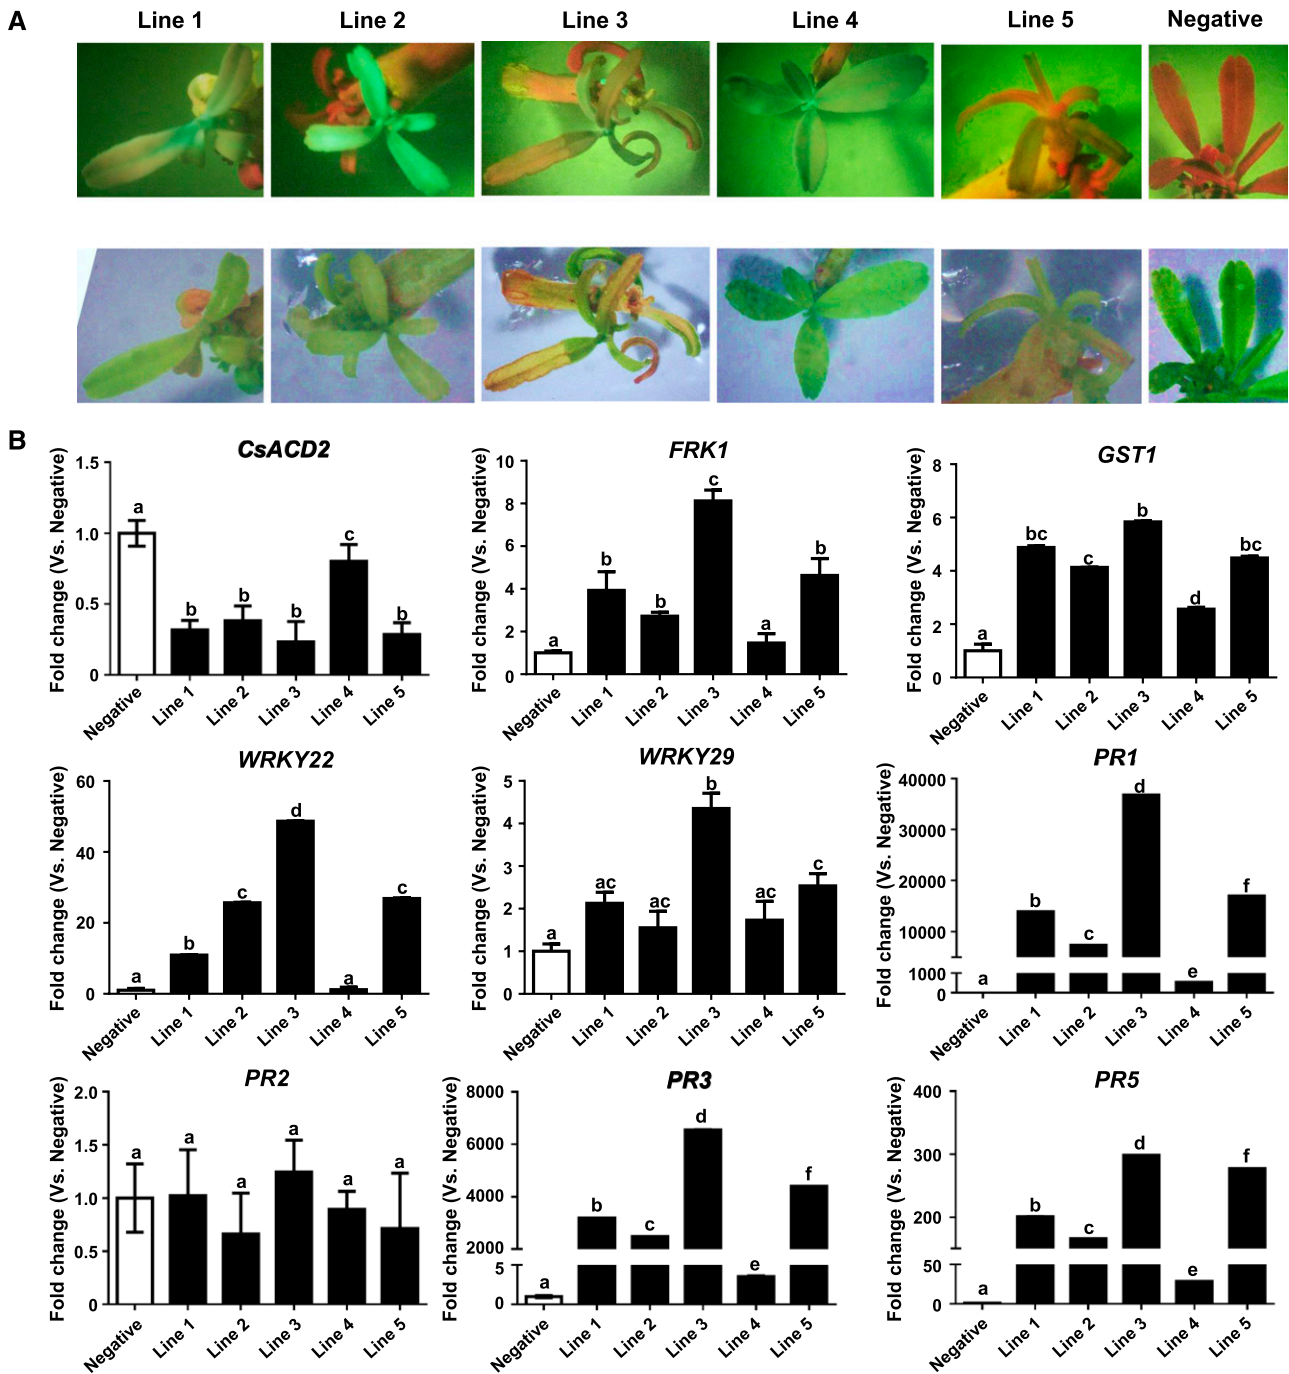 A
Line 1 Line 2 Line 3 Line 4 Line 5 Negative
B
CsACD2
Fold change (Vs. Negative)
1.5
1.0
0.5
0
a b b b c b
Negative Line 1 Line 2 Line 3 Line 4 Line 5
FRK1
Fold change (Vs. Negative)
10
8
6
4
2
0
a b b c a b
Negative Line 1 Line 2 Line 3 Line 4 Line 5
GST1
Fold change (Vs. Negative)
8
6
4
2
0
a bc c b d bc
Negative Line 1 Line 2 Line 3 Line 4 Line 5
WRKY22
Fold change (Vs. Negative)
60
40
20
0
a b c d a c
Negative Line 1 Line 2 Line 3 Line 4 Line 5
WRKY29
Fold change (Vs. Negative)
5
4
3
2
1
0
a ac ac b ac c
Negative Line 1 Line 2 Line 3 Line 4 Line 5
PR1
Fold change (Vs. Negative)
40000
30000
20000
10000
1000
0
a b c d e f
Negative Line 1 Line 2 Line 3 Line 4 Line 5
PR2
Fold change (Vs. Negative)
2.0
1.5
1.0
0.5
0
a a a a a a
Negative Line 1 Line 2 Line 3 Line 4 Line 5
PR3
Fold change (Vs. Negative)
8000
6000
4000
2000
5
0
a b c d e f
Negative Line 1 Line 2 Line 3 Line 4 Line 5
PR5
Fold change (Vs. Negative)
400
300
200
50
0
a b c d e f
Negative Line 1 Line 2 Line 3 Line 4 Line 5